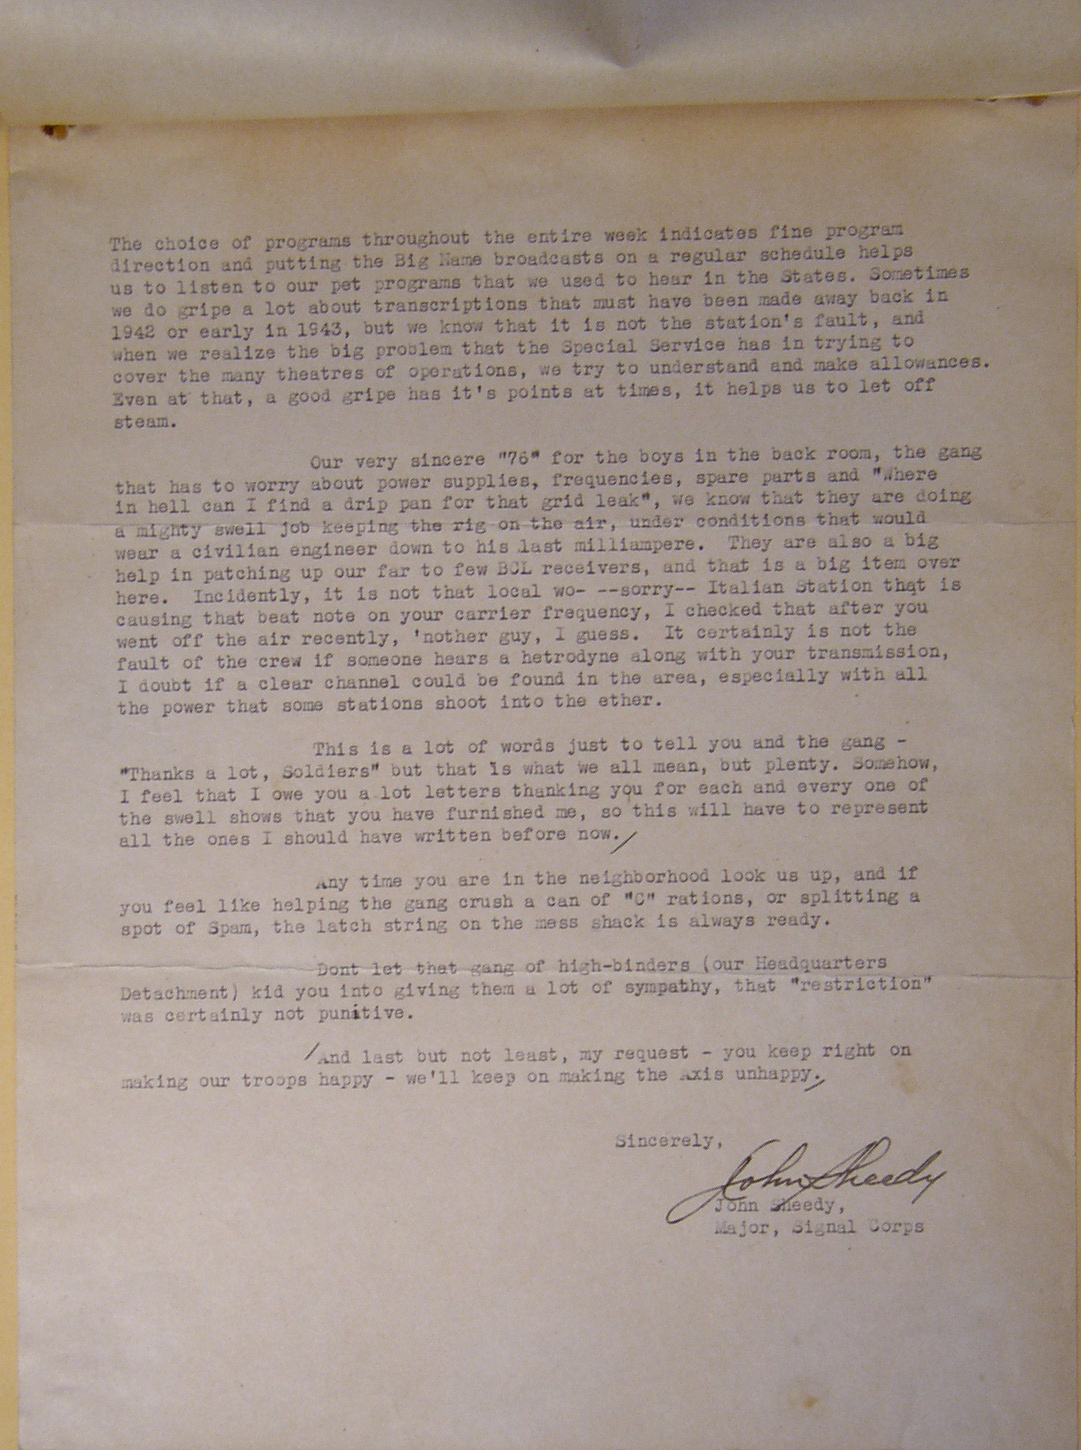 The choice of programs throughout the entire week indicates fine program
direction and putting the Big Name broadcasts on a regular schedule helps
us to listen to our pet programs that we used to hear in the States. Sometimes
we do gripe a lot about transcriptions that must have been made away back in
1942 or early in 1943, but we know that it is not the station's fault, and
when we realize the big problem that the Special Service has in trying to
cover the many theatres of operations, we try to understand and make allowances.
Even at that, a good gripe has it's points at times, it helps us to let off
steam.
Our very sincere "76" for the boys in the back room, the gang
that has to worry about power supplies, frequencies, spare parts and "Where
in hell can I find a drip pan for that grid leak", we know that they are doing
a mighty swell job keeping the rig on the air, under conditions that would
wear a civilian engineer down to his last milliampere. They are also a big
help in patching up our far to few BCL receivers, and that is a big item over
here. Incidently, it is not that local wo- --sorry-- Italian Station that is
causing that beat note on your carrier frequency, I checked that after you
went off the air recently, 'nother guy, I guess. It certainly is not the
fault of the crew if someone hears a hetrodyne along with your transmission,
I doubt if a clear channel could be found in the area, especially with all
the power that some stations shoot into the ether.
This is a lot of words just to tell you and the gang -
"Thanks a lot, Soldiers" but that is what we all mean, but plenty. Somehow,
I feel that I owe you a lot letters thanking you for each and every one of
the swell shows that you have furnished me, so this will have to represent
all the ones I should have written before now./
Any time you are in the neighborhood look us up, and if
you feel like helping the gang crush a can of "C" rations, or splitting a
spot of Spam, the latch string on the mess shack is always ready.
Dont let that gang of high-binders (our Headquarters
Detachment) kid you into giving them a lot of sympathy, that "restriction"
was certainly not punitive.
/And last but not least, my request - you keep right on
making our troops happy - we'll keep on making the Axis unhappy./
Sincerely,
John Sheedy
John Sheedy,
Major, Signal Corps